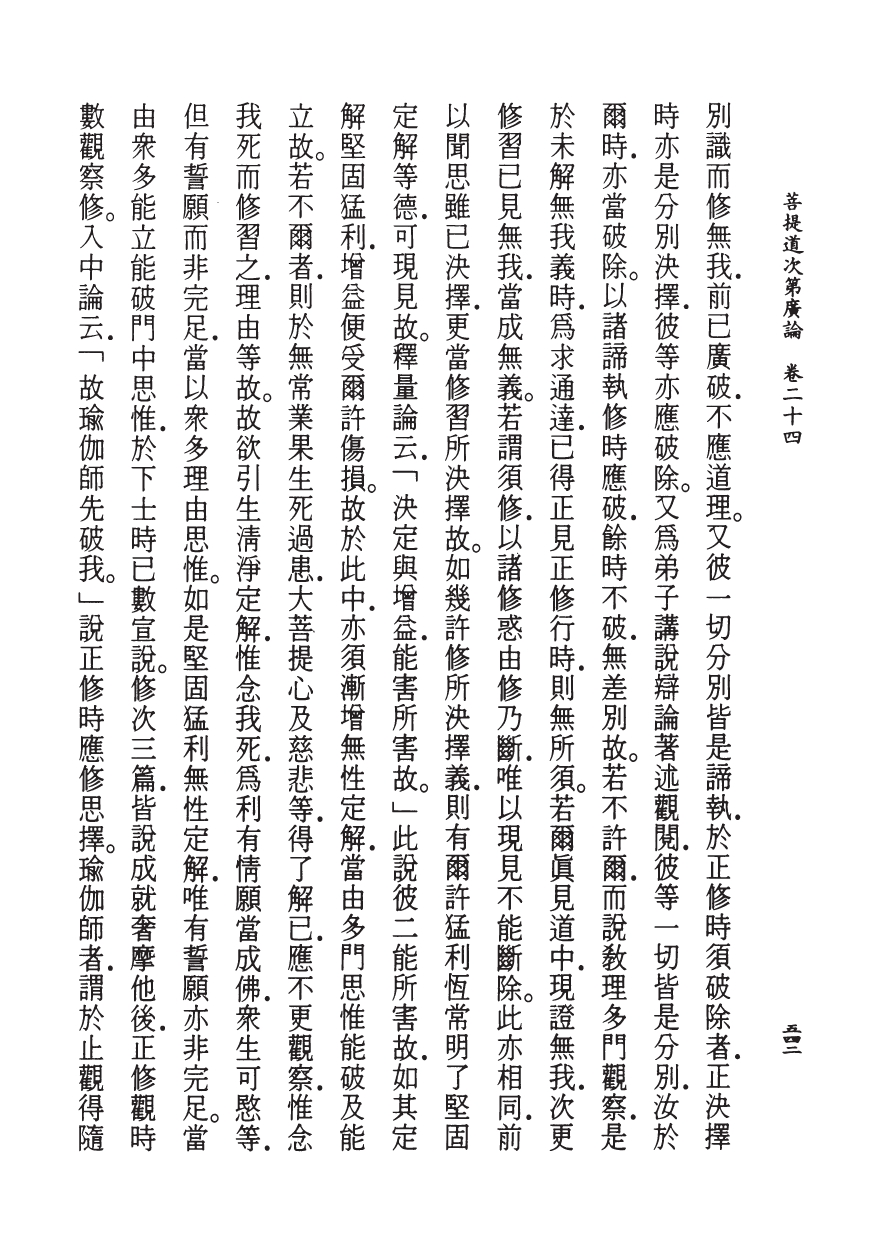 菩提道次第廣論　卷二十四
五四三
別識而修無我．前已廣破．不應道理。又彼一切分別皆是諦執．於正修時須破除者．正決擇
時亦是分別決擇．彼等亦應破除。又爲弟子講說辯論著述觀閱．彼等一切皆是分別．汝於
爾時．亦當破除。以諸諦執修時應破．餘時不破．無差別故。若不許爾．而說教理多門觀察．是
於未解無我義時．爲求通達．已得正見正修行時．則無所須。若爾眞見道中．現證無我．次更
修習已見無我．當成無義。若謂須修．以諸修惑由修乃斷．唯以現見不能斷除。此亦相同．前
以聞思雖已決擇．更當修習所決擇故。如幾許修所決擇義．則有爾許猛利恆常明了堅固
定解等德．可現見故。釋量論云．「決定與增益．能害所害故。」此說彼二能所害故．如其定
解堅固猛利．增益便受爾許傷損。故於此中．亦須漸增無性定解．當由多門思惟能破及能
立故。若不爾者．則於無常業果生死過患．大菩提心及慈悲等．得了解已．應不更觀察．惟念
我死而修習之．理由等故。故欲引生淸淨定解．惟念我死．爲利有情願當成佛．衆生可愍等．
但有誓願而非完足．當以衆多理由思惟。如是堅固猛利無性定解．唯有誓願亦非完足。當
由衆多能立能破門中思惟．於下士時已數宣說。修次三篇．皆說成就奢摩他後．正修觀時
數觀察修。入中論云．「故瑜伽師先破我。」說正修時應修思擇。瑜伽師者．謂於止觀得隨